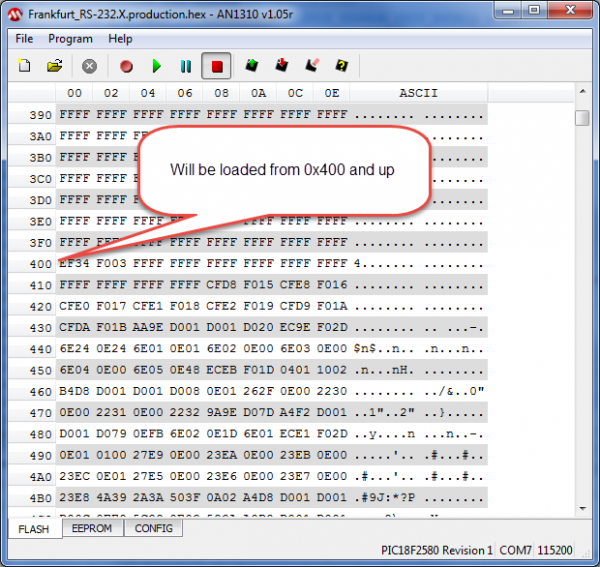 Frankfurt_RS-232.X.production.hex - AN1310 v1.05r
File Program Help
00 02 04 06 08 0A 0C 0E ASCII
390 FFFF FFFF FFFF FFFF FFFF FFFF FFFF FFFF ........ ........
3A0 FFFF FFFF
3B0 FFFF FFFF
3C0 FFFF FFFF
3D0 FFFF FFFF
3E0 FFFF FFFF
3F0 FFFF FFFF FFFF FFFF FFFF FFFF FFFF FFFF ........ ........
Will be loaded from 0x400 and up
400 EF34 F003 FFFF FFFF FFFF FFFF FFFF FFFF 4....... ........
410 FFFF FFFF FFFF FFFF CFD8 F015 CFE8 F016 ........ ........
420 CFE0 F017 CFE1 F018 CFE2 F019 CFD9 F01A ........ ........
430 CFDA F01B AA9E D001 D001 D020 EC9E F02D ........ .. ...-.
440 6E24 0E24 6E01 0E01 6E02 0E00 6E03 0E00 $n$..n.. .n...n..
450 6E04 0E00 6E05 0E48 ECEB F01D 0401 1002 .n...nH. ........
460 B4D8 D001 D001 D008 0E01 262F 0E00 2230 ........ ../&..0"
470 0E00 2231 0E00 2232 9A9E D07D A4F2 D001 ..1"..2" ..}.....
480 D001 D079 0EFB 6E02 0E1D 6E01 ECE1 F02D ..y....n ...n..-.
490 0E01 0100 27E9 0E00 23EA 0E00 23EB 0E00 .....'.. .#...#..
4A0 23EC 0E01 27E5 0E00 23E6 0E00 23E7 0E00 .#...'.. .#...#..
4B0 23E8 4A39 2A3A 503F 0A02 A4D8 D001 D001 .#9J:*?P ........
FLASH EEPROM CONFIG
PIC18F2580 Revision 1 COM7 115200